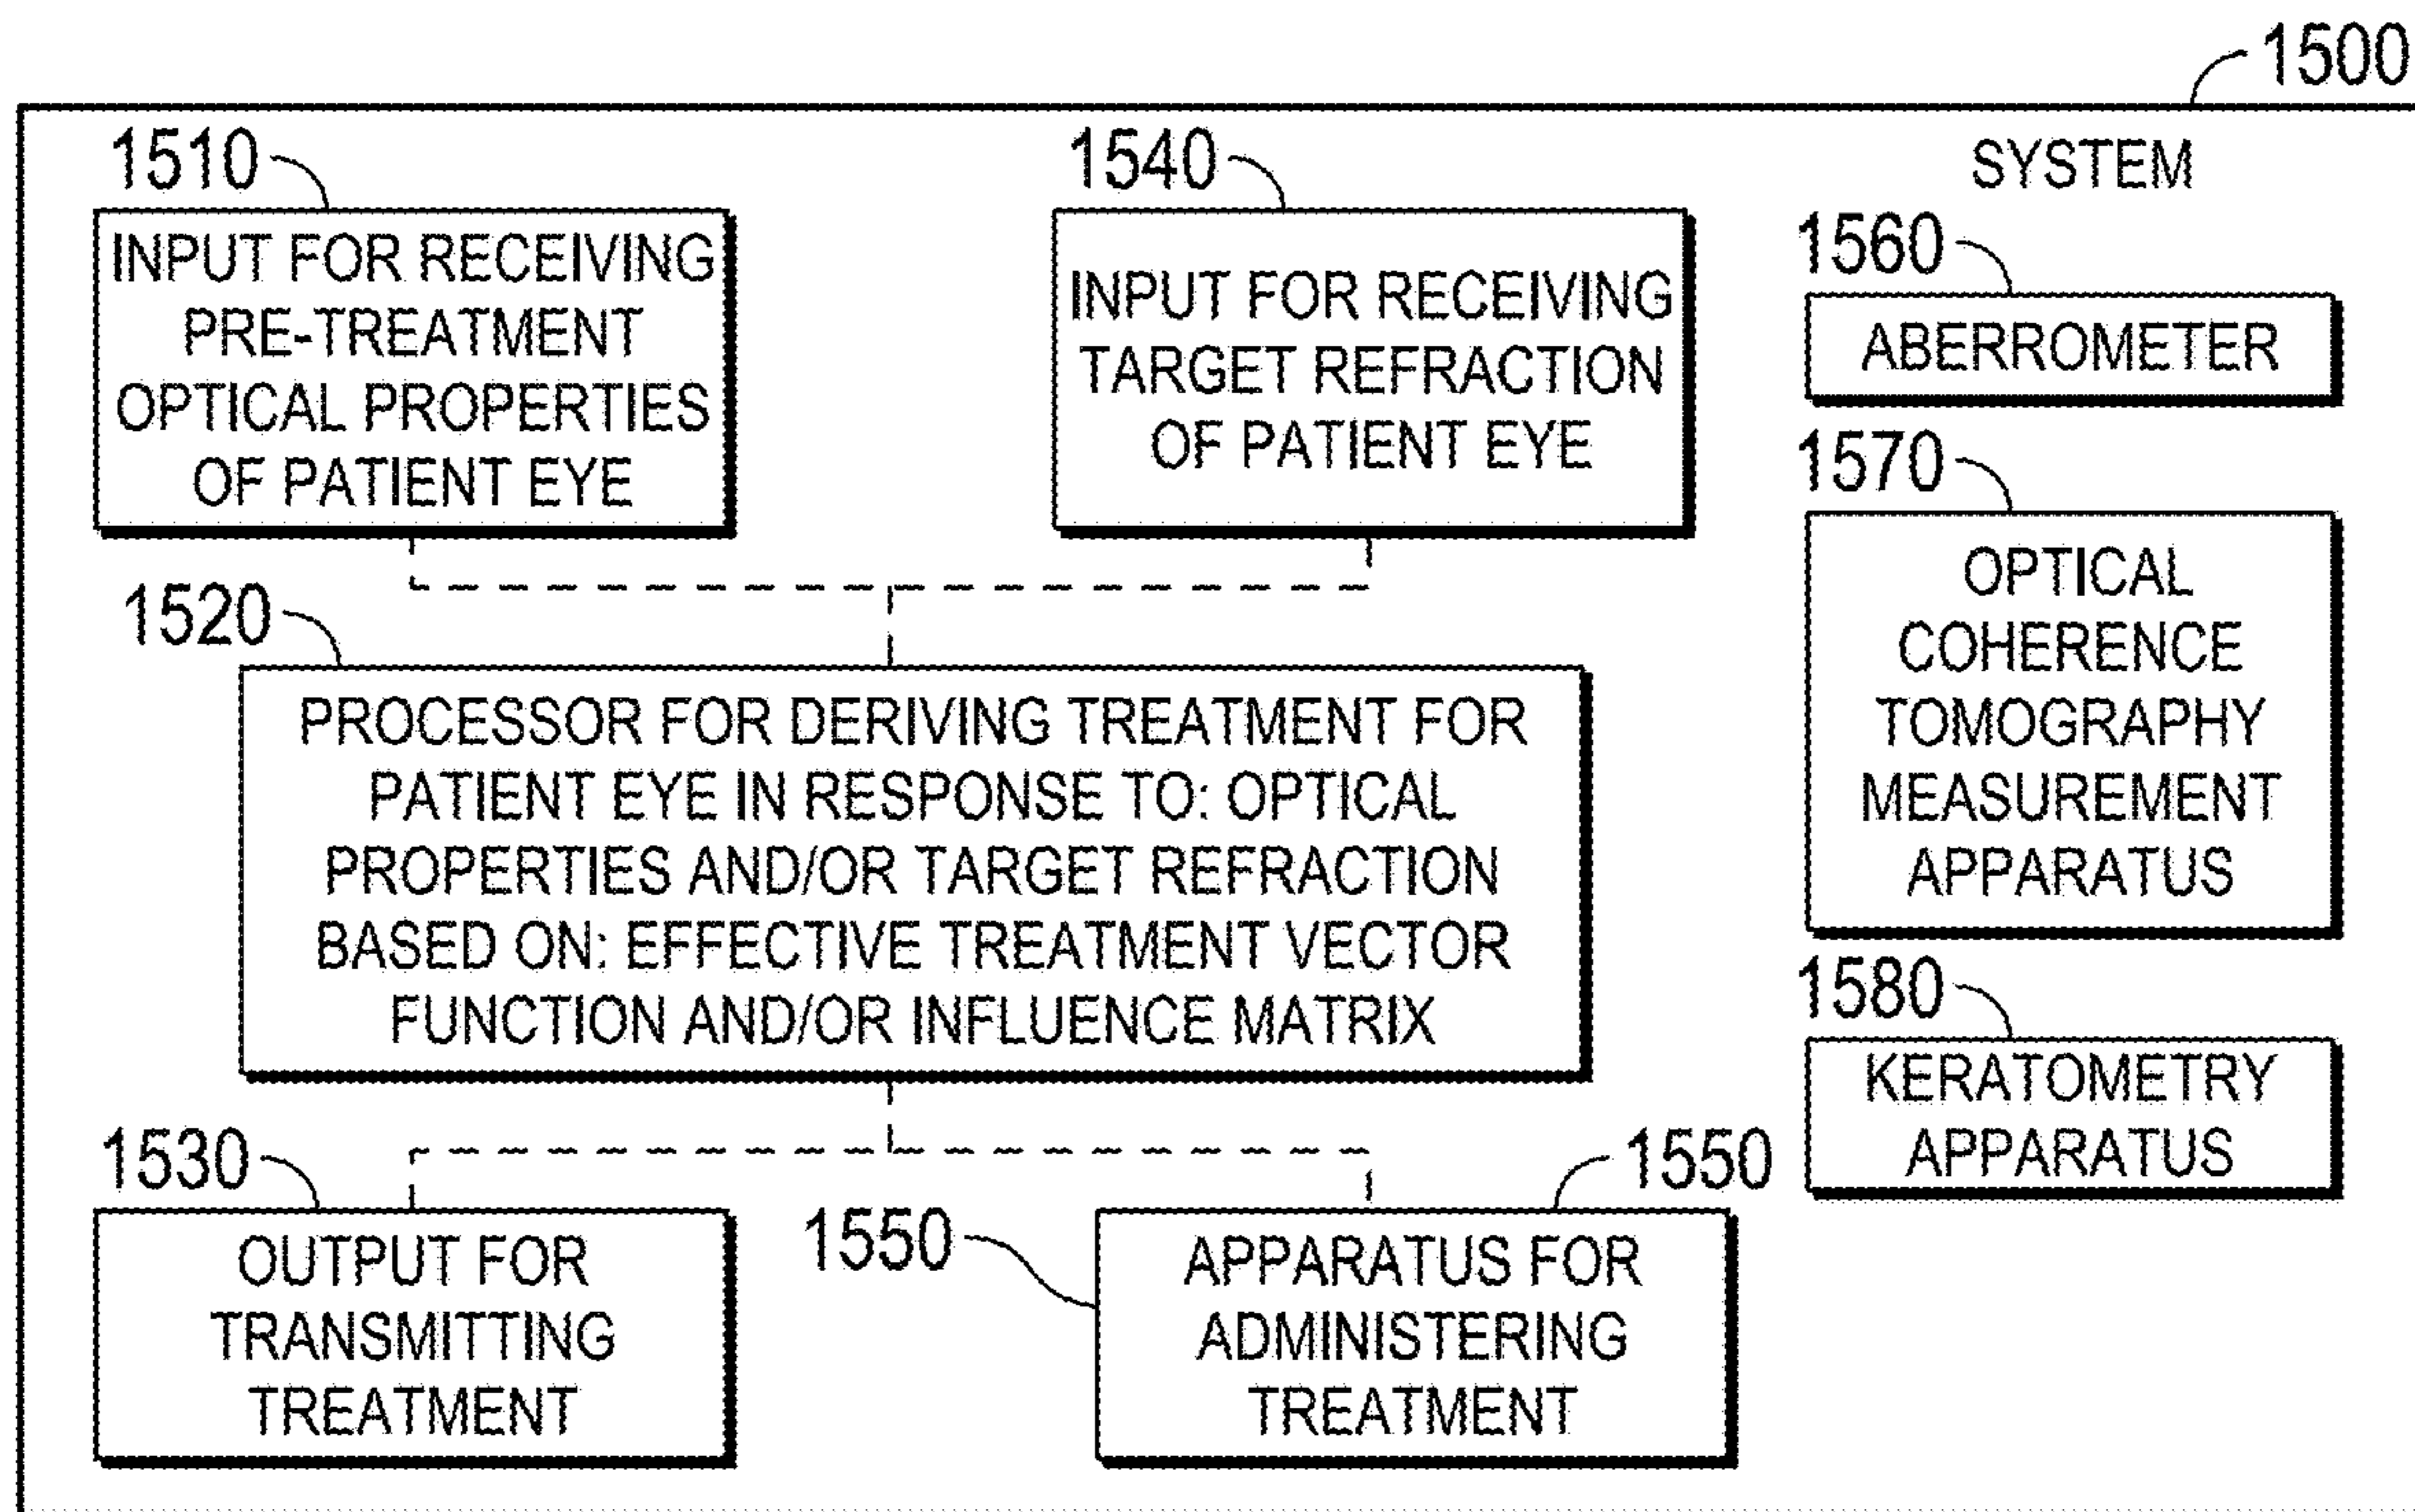 1500
SYSTEM
1510
INPUT FOR RECEIVING
PRE-TREATMENT
OPTICAL PROPERTIES
OF PATIENT EYE
1540
INPUT FOR RECEIVING
TARGET REFRACTION
OF PATIENT EYE
1560
ABERROMETER
1570
OPTICAL
COHERENCE
TOMOGRAPHY
MEASUREMENT
APPARATUS
1580
KERATOMETRY
APPARATUS
1520
PROCESSOR FOR DERIVING TREATMENT FOR
PATIENT EYE IN RESPONSE TO: OPTICAL
PROPERTIES AND/OR TARGET REFRACTION
BASED ON: EFFECTIVE TREATMENT VECTOR
FUNCTION AND/OR INFLUENCE MATRIX
1530
OUTPUT FOR
TRANSMITTING
TREATMENT
1550
1550
APPARATUS FOR
ADMINISTERING
TREATMENT